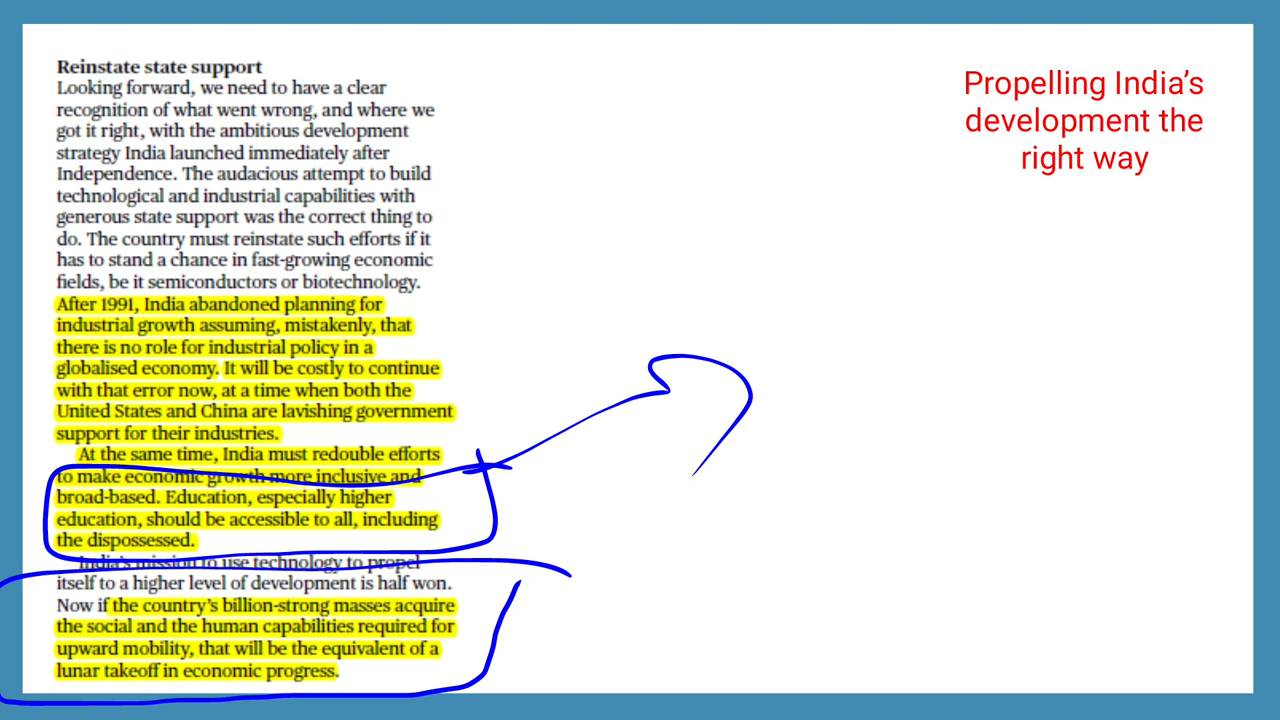 Reinstate state support
Looking forward, we need to have a clear
recognition of what went wrong, and where we
got it right, with the ambitious development
strategy India launched immediately after
Independence. The audacious attempt to build
technological and industrial capabilities with
generous state support was the correct thing to
do. The country must reinstate such efforts if it
has to stand a chance in fast-growing economic
fields, be it semiconductors or biotechnology.
After 1991, India abandoned planning for
industrial growth assuming, mistakenly, that
there is no role for industrial policy in a
globalised economy. It will be costly to continue
with that error now, at a time when both the
United States and China are lavishing government
support for their industries.
At the same time, India must redouble efforts
to make economic growth more inclusive and
broad-based. Education, especially higher
education, should be accessible to all, including
the dispossessed.
India's mission to use technology to propel
itself to a higher level of development is half won.
Now if the country's billion-strong masses acquire
the social and the human capabilities required for
upward mobility, that will be the equivalent of a
lunar takeoff in economic progress.
Propelling India's
development the
right way